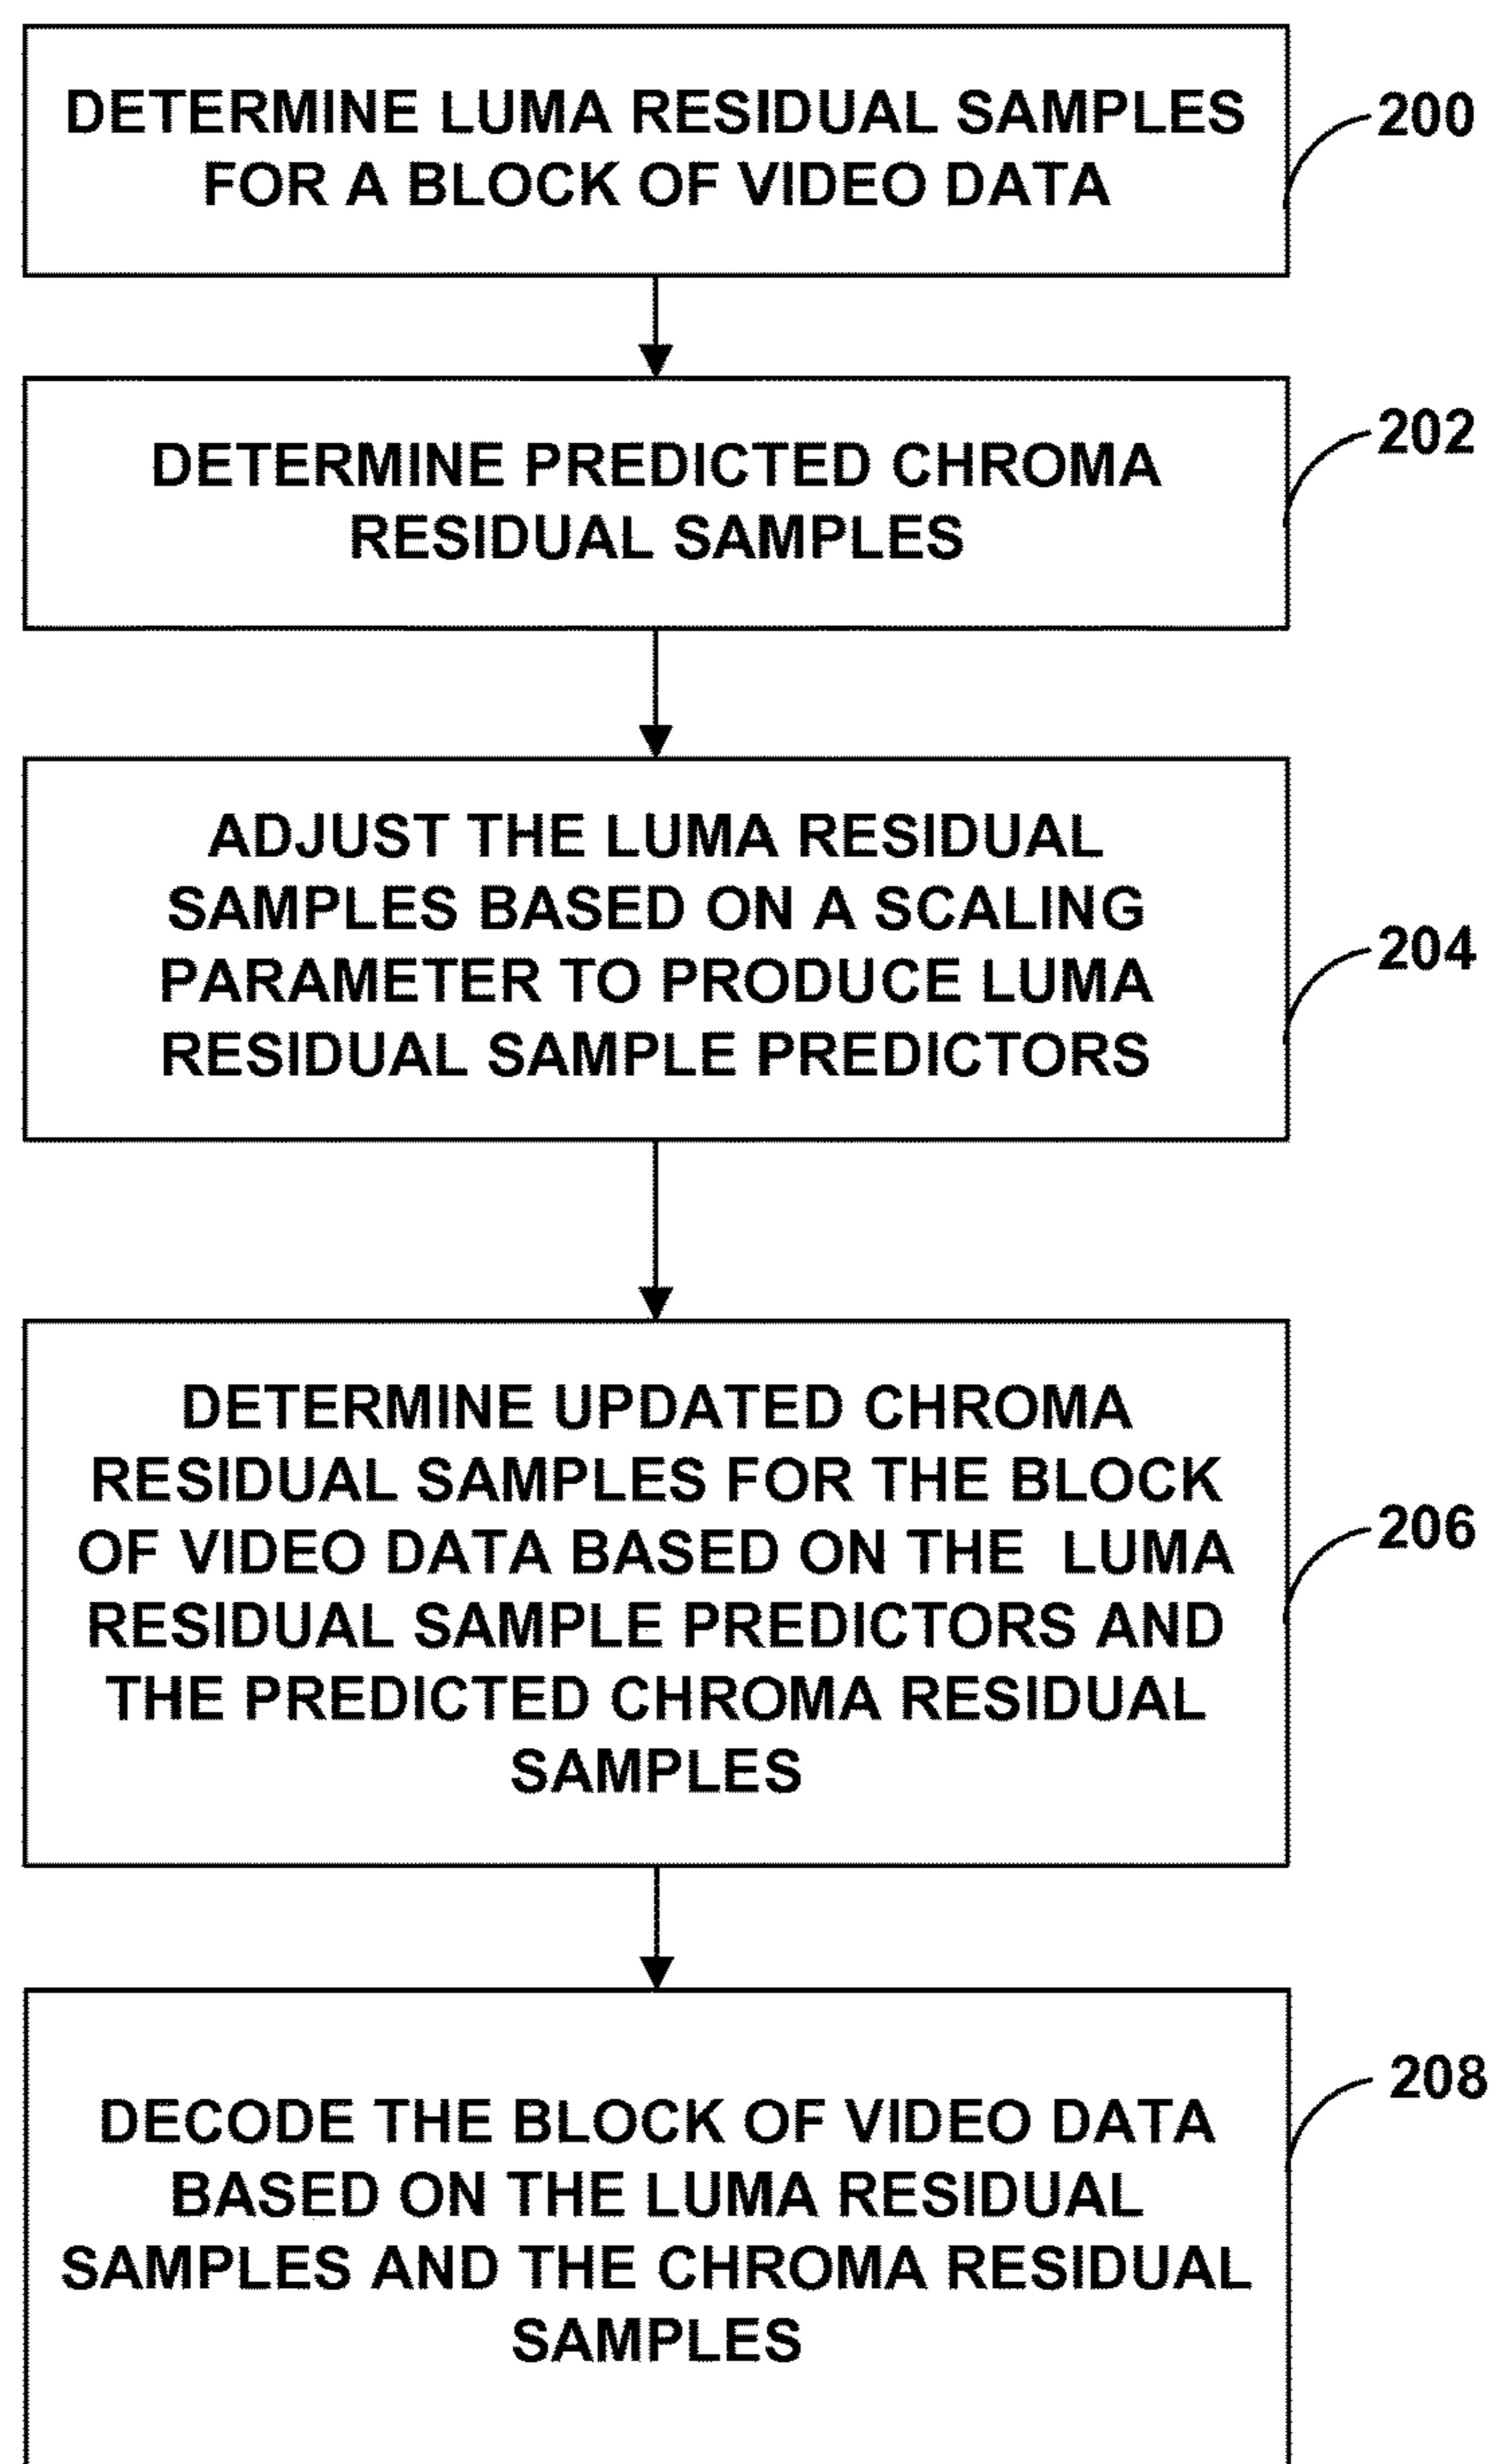 DETERMINE LUMA RESIDUAL SAMPLES
FOR A BLOCK OF VIDEO DATA
200
DETERMINE PREDICTED CHROMA
RESIDUAL SAMPLES
202
ADJUST THE LUMA RESIDUAL
SAMPLES BASED ON A SCALING
PARAMETER TO PRODUCE LUMA
RESIDUAL SAMPLE PREDICTORS
204
DETERMINE UPDATED CHROMA
RESIDUAL SAMPLES FOR THE BLOCK
OF VIDEO DATA BASED ON THE LUMA
RESIDUAL SAMPLE PREDICTORS AND
THE PREDICTED CHROMA RESIDUAL
SAMPLES
206
DECODE THE BLOCK OF VIDEO DATA
BASED ON THE LUMA RESIDUAL
SAMPLES AND THE CHROMA RESIDUAL
SAMPLES
208